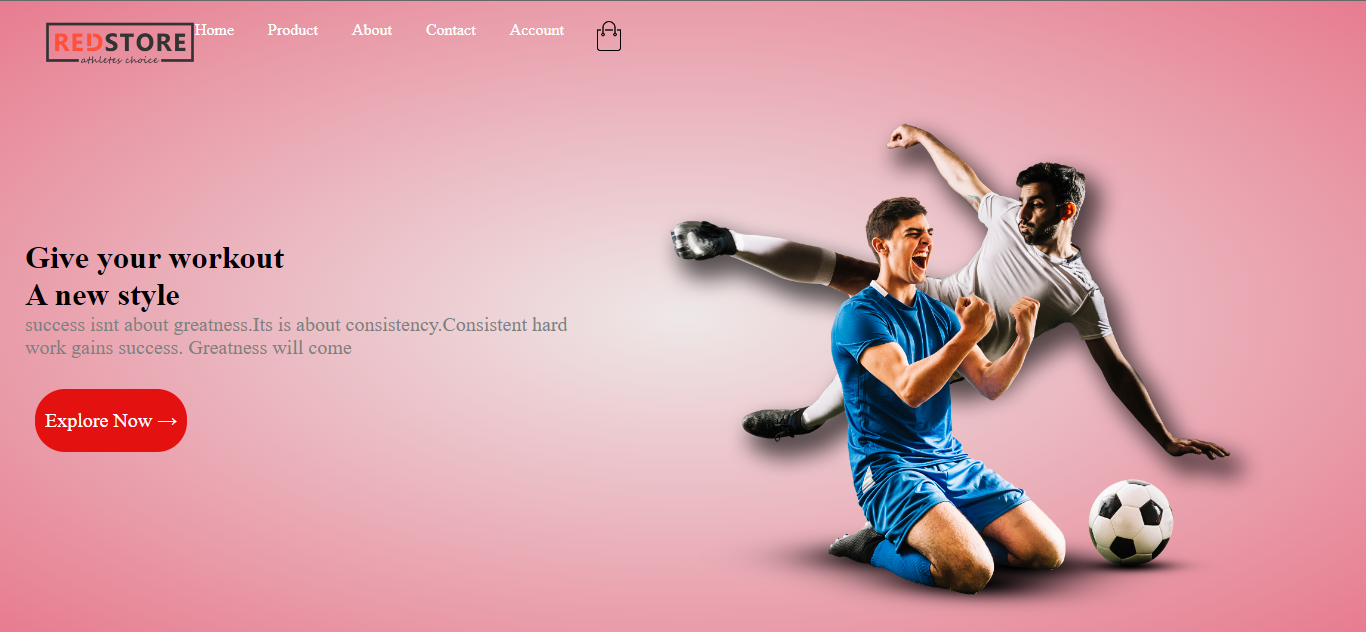 REDSTORE
athletes choice
Home Product About Contact Account
Give your workout
A new style
success isnt about greatness.Its is about consistency.Consistent hard
work gains success. Greatness will come
Explore Now →